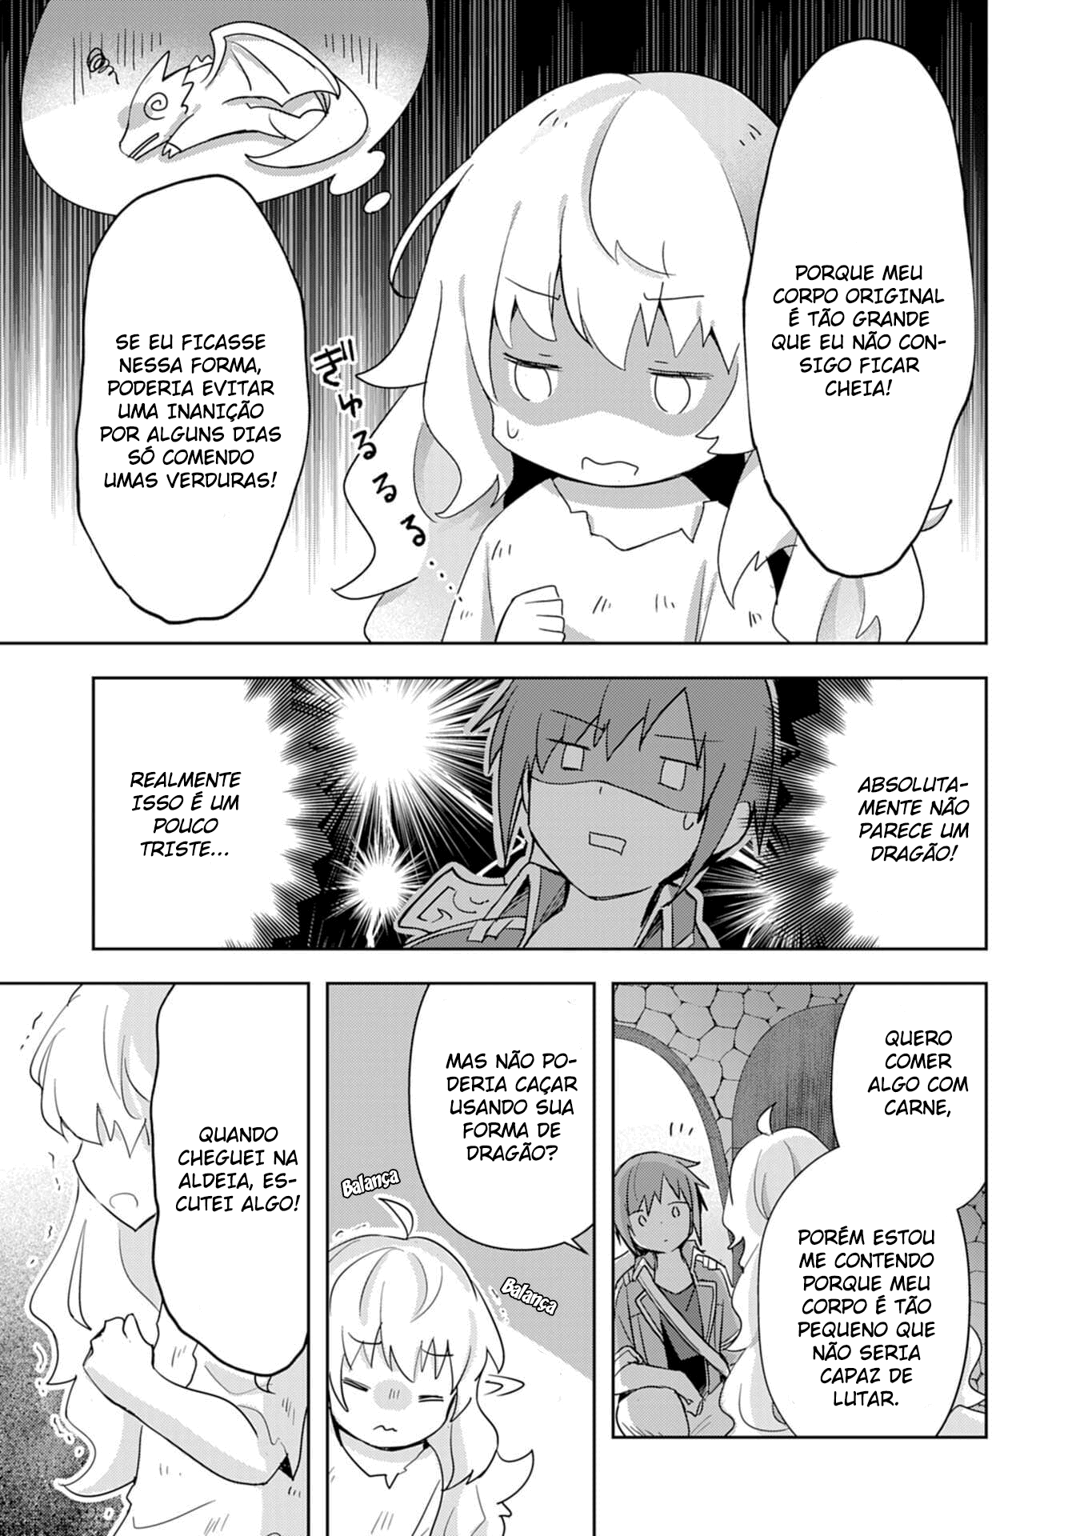 PORQUE MEU
CORPO ORIGINAL
É TÃO GRANDE
QUE EU NÃO CON-
SIGO FICAR
CHEIA!
ぎゅるるるる……
SE EU FICASSE
NESSA FORMA,
PODERIA EVITAR
UMA INANIÇÃO
POR ALGUNS DIAS
SÓ COMENDO
UMAS VERDURAS!
ABSOLUTA-
MENTE NÃO
PARECE UM
DRAGÃO!
REALMENTE
ISSO É UM
POUCO
TRISTE...
QUERO
COMER
ALGO COM
CARNE,
PORÉM ESTOU
ME CONTENDO
PORQUE MEU
CORPO É TÃO
PEQUENO QUE
NÃO SERIA
CAPAZ DE
LUTAR.
MAS NÃO PO-
DERIA CAÇAR
USANDO SUA
FORMA DE
DRAGÃO?
Balança
Balança
QUANDO
CHEGUEI NA
ALDEIA, ES-
CUTEI ALGO!